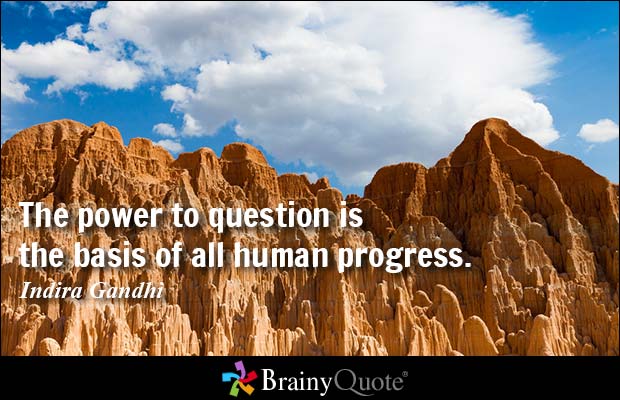 The power to question is
the basis of all human progress.
Indira Gandhi
BrainyQuote®